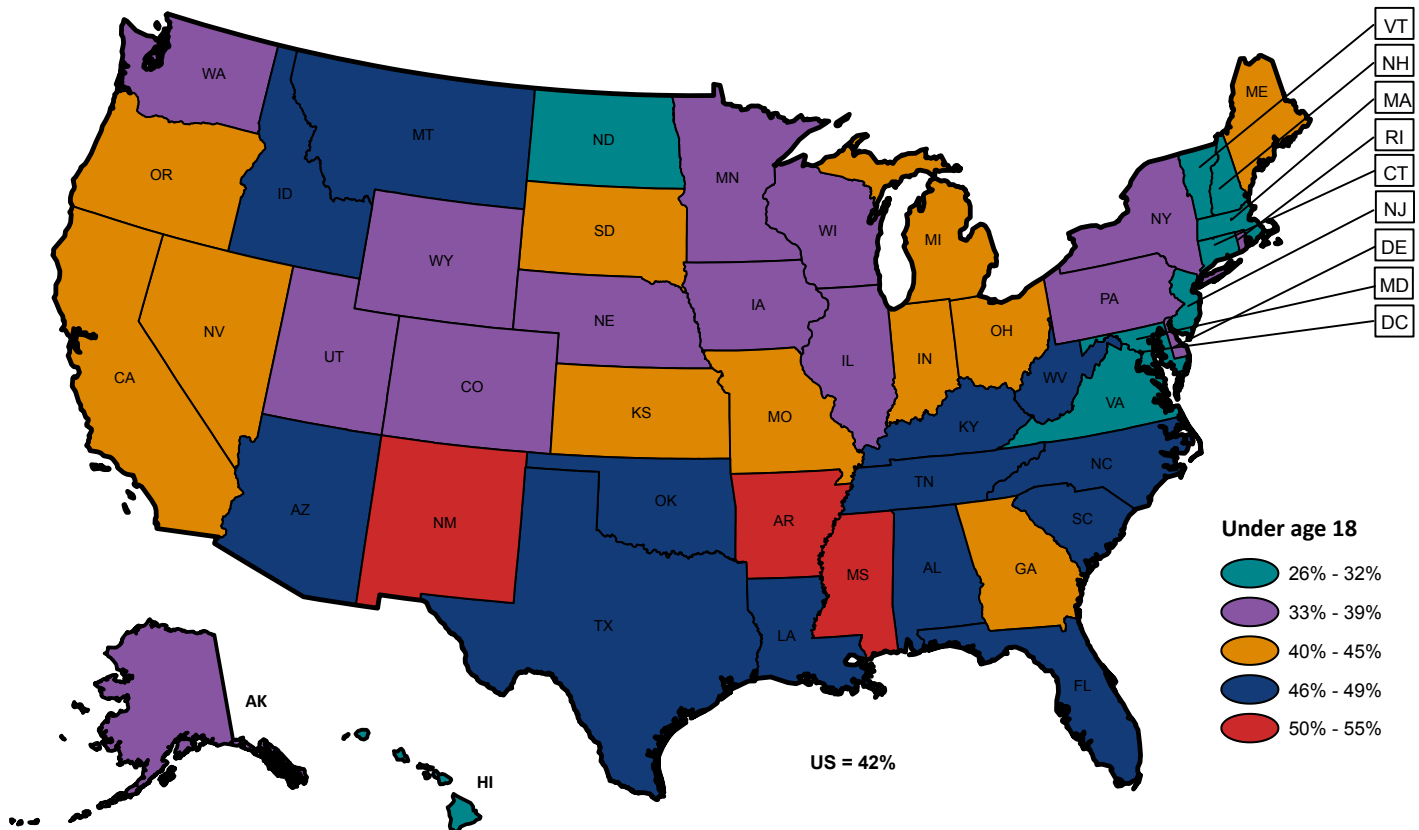 VT
NH
MA
RI
CT
NJ
DE
MD
DC
WA
MT
ND
MN
ME
OR
ID
SD
WI
NY
MI
WY
IA
PA
NV
NE
OH
UT
IL
IN
CA
CO
WV
KS
MO
VA
KY
NC
TN
OK
AZ
NM
AR
SC
MS
AL
GA
TX
LA
FL
AK
HI
US = 42%
Under age 18
26% - 32%
33% - 39%
40% - 45%
46% - 49%
50% - 55%